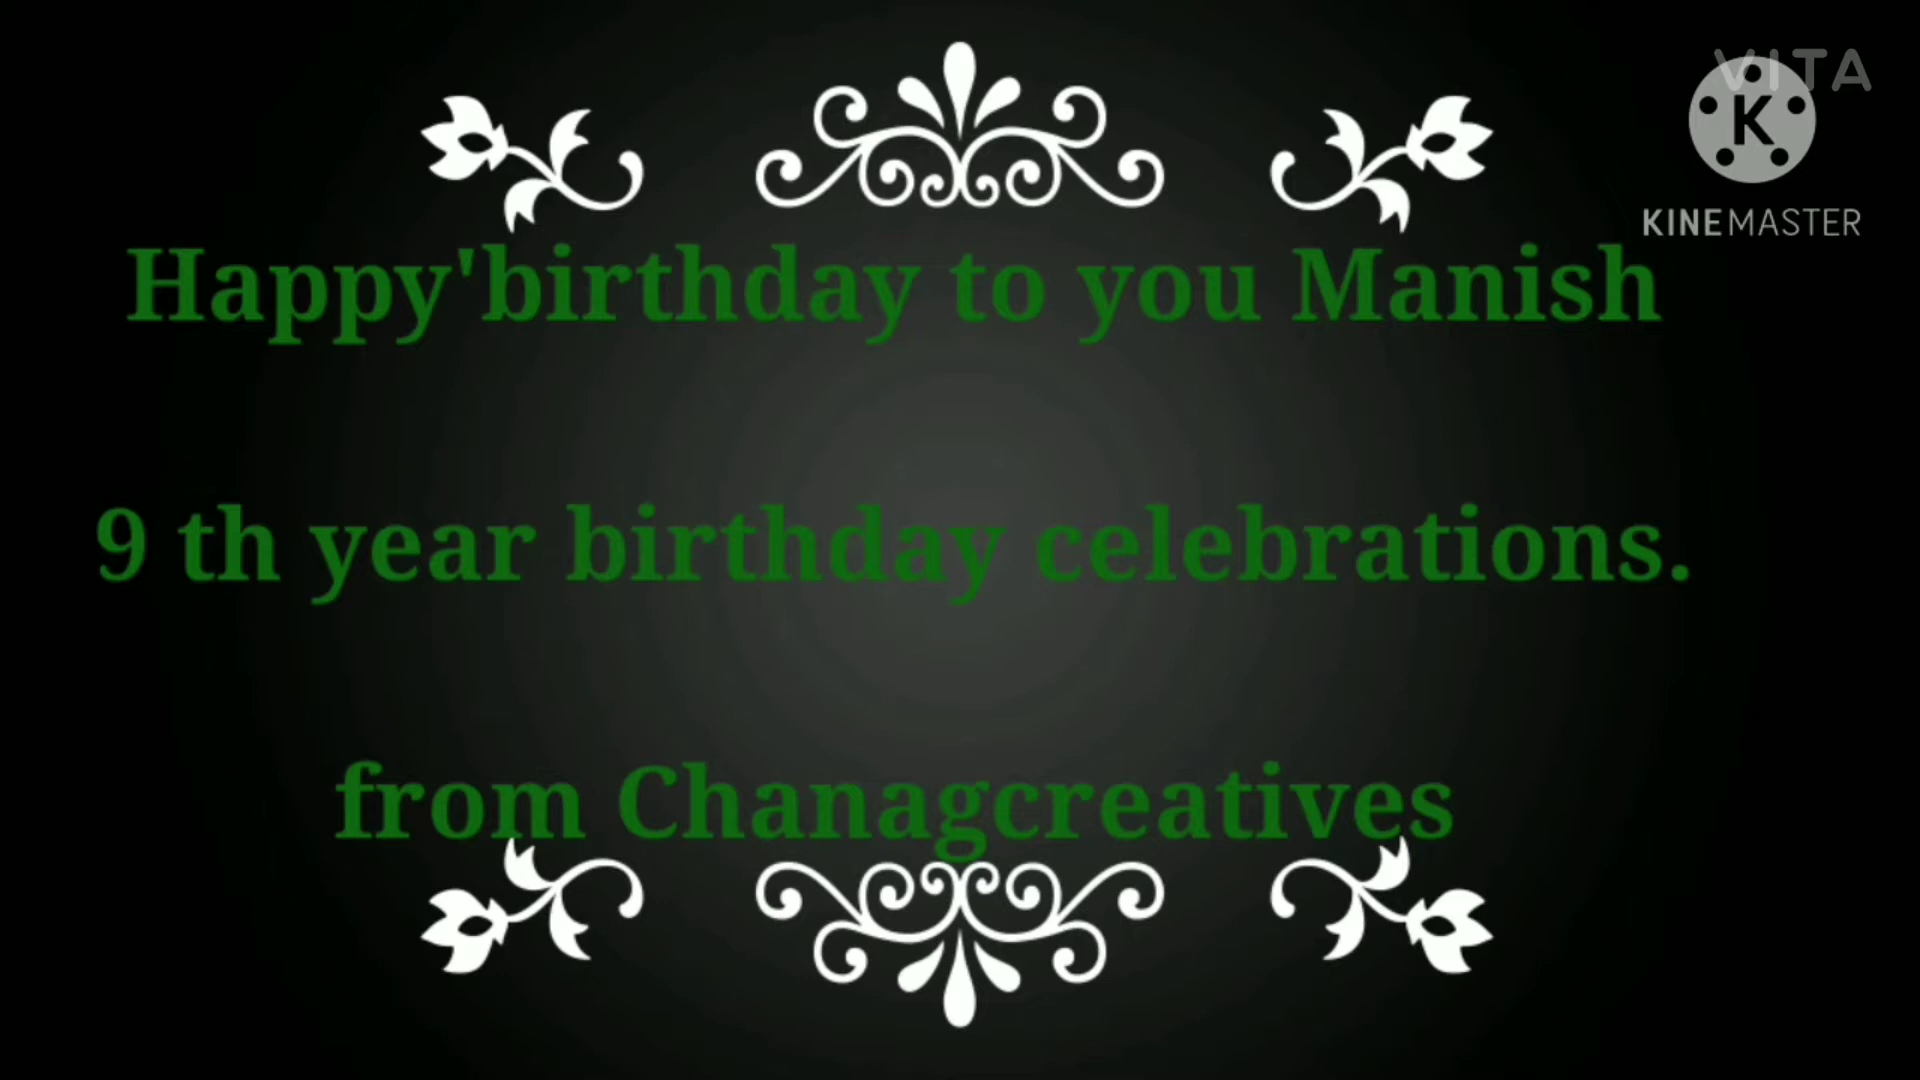 VITA
K
KINEMASTER
Happy'birthday to you Manish
9 th year birthday celebrations.
from Chanagcreatives